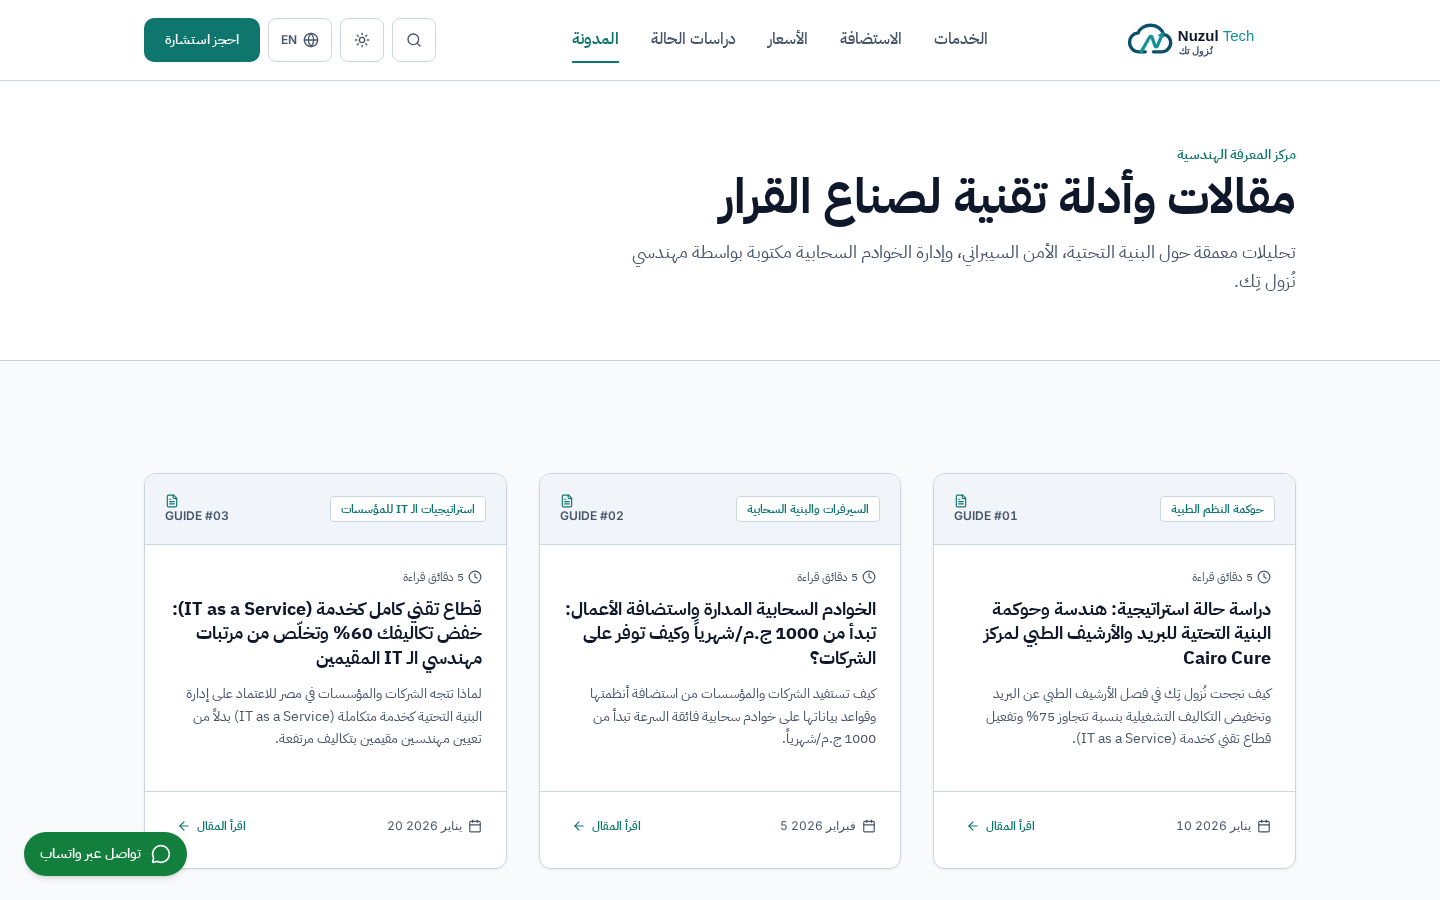 Nuzul Tech
نُزول تك
الخدمات
الاستضافة
الأسعار
دراسات الحالة
المدونة
EN
احجز استشارة
مركز المعرفة الهندسية
مقالات وأدلة تقنية لصناع القرار
تحليلات معمقة حول البنية التحتية، الأمن السيبراني، وإدارة الخوادم السحابية مكتوبة بواسطة مهندسي
نُزول تِك.
حوكمة النظم الطبية
GUIDE #01
5 دقائق قراءة
دراسة حالة استراتيجية: هندسة وحوكمة
البنية التحتية للبريد والأرشيف الطبي لمركز
Cairo Cure
كيف نجحت نُزول تِك في فصل الأرشيف الطبي عن البريد
وتخفيض التكاليف التشغيلية بنسبة تتجاوز 75% وتفعيل
قطاع تقني كخدمة (IT as a Service).
10 يناير 2026
اقرأ المقال
السيرفرات والبنية السحابية
GUIDE #02
5 دقائق قراءة
الخوادم السحابية المدارة واستضافة الأعمال:
تبدأ من 1000 ج.م/شهرياً وكيف توفر على
الشركات؟
كيف تستفيد الشركات والمؤسسات من استضافة أنظمتها
وقواعد بياناتها على خوادم سحابية فائقة السرعة تبدأ من
1000 ج.م/شهرياً.
5 فبراير 2026
اقرأ المقال
استراتيجيات الـ IT للمؤسسات
GUIDE #03
5 دقائق قراءة
قطاع تقني كامل كخدمة (IT as a Service):
خفض تكاليفك 60% وتخلّص من مرتبات
مهندسي الـ IT المقيمين
لماذا تتجه الشركات والمؤسسات في مصر للاعتماد على إدارة
البنية التحتية كخدمة متكاملة (IT as a Service) بدلاً من
تعيين مهندسين مقيمين بتكاليف مرتفعة.
20 يناير 2026
اقرأ المقال
تواصل عبر واتساب